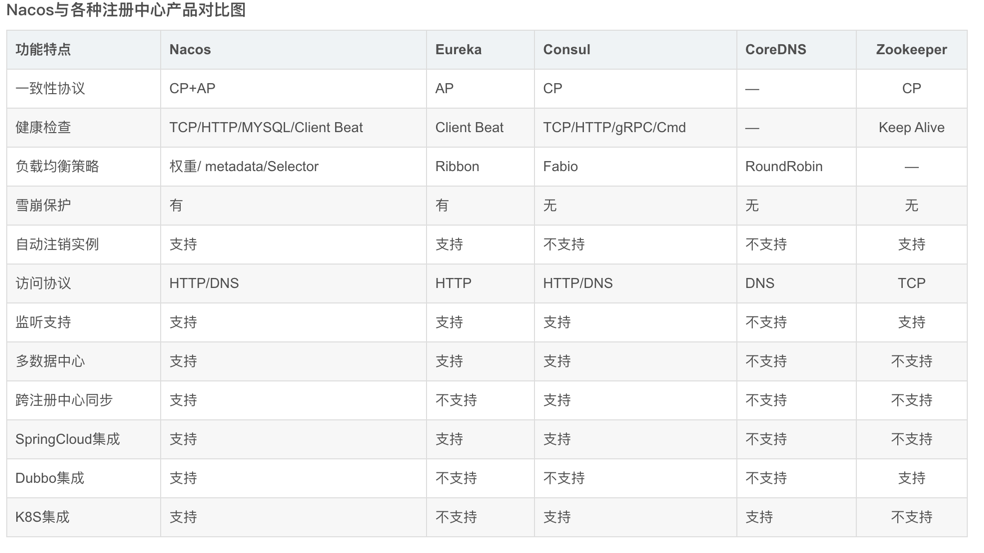 Nacos与各种注册中心产品对比图
功能特点 Nacos Eureka Consul CoreDNS Zookeeper
一致性协议 CP+AP AP CP — CP
健康检查 TCP/HTTP/MYSQL/Client Beat Client Beat TCP/HTTP/gRPC/Cmd — Keep Alive
负载均衡策略 权重/ metadata/Selector Ribbon Fabio RoundRobin —
雪崩保护 有 有 无 无 无
自动注销实例 支持 支持 不支持 不支持 支持
访问协议 HTTP/DNS HTTP HTTP/DNS DNS TCP
监听支持 支持 支持 支持 不支持 支持
多数据中心 支持 支持 支持 不支持 不支持
跨注册中心同步 支持 不支持 支持 不支持 不支持
SpringCloud集成 支持 支持 支持 不支持 不支持
Dubbo集成 支持 不支持 不支持 不支持 支持
K8S集成 支持 不支持 支持 支持 不支持